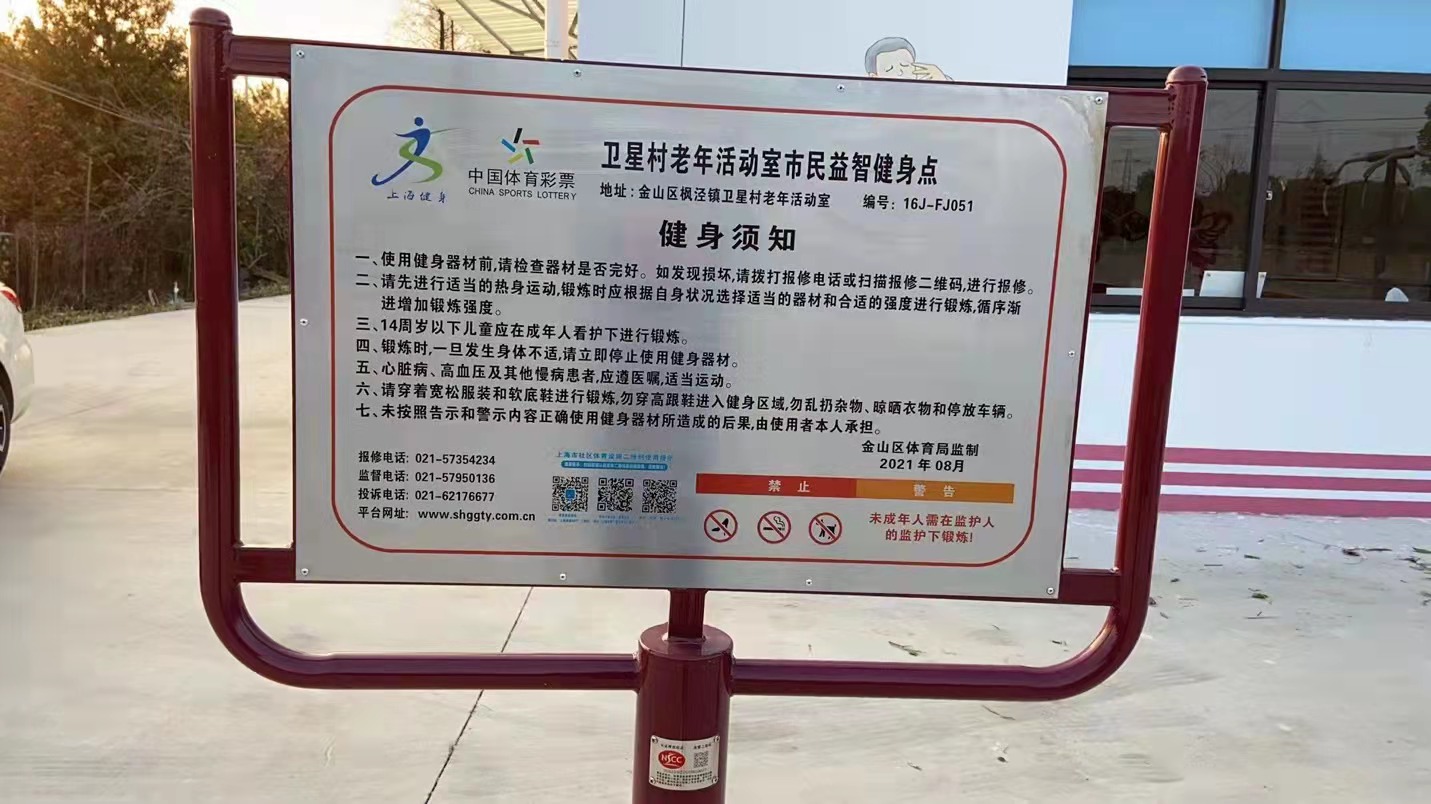 卫星村老年活动室市民益智健身点
上海健身
中国体育彩票
CHINA SPORTS LOTTERY
地址:金山区枫泾镇卫星村老年活动室 编号: 16J-FJ051
健身须知
一、使用健身器材前,请检查器材是否完好。如发现损坏,请拨打报修电话或扫描报修二维码,进行报修。
二、请先进行适当的热身运动,锻炼时应根据自身状况选择适当的器材和合适的强度进行锻炼,循序渐
进增加锻炼强度。
三、14周岁以下儿童应在成年人看护下进行锻炼。
四、锻炼时,一旦发生身体不适,请立即停止使用健身器材。
五、心脏病、高血压及其他慢病患者,应遵医嘱,适当运动。
六、请穿着宽松服装和软底鞋进行锻炼,勿穿高跟鞋进入健身区域,勿乱扔杂物、晾晒衣物和停放车辆。
七、未按照告示和警示内容正确使用健身器材所造成的后果,由使用者本人承担。
金山区体育局监制
2021年08月
报修电话: 021-57354234
监督电话: 021-57950136
投诉电话: 021-62176677
平台网址: www.shggty.com.cn
禁止
警告
未成年人需在监护人
的监护下锻炼!
NSCC